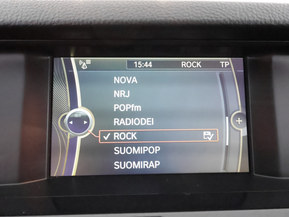 15:44 ROCK TP
NOVA
NRJ
POPfm
RADIODEI
ROCK
SUOMIPOP
SUOMIRAP